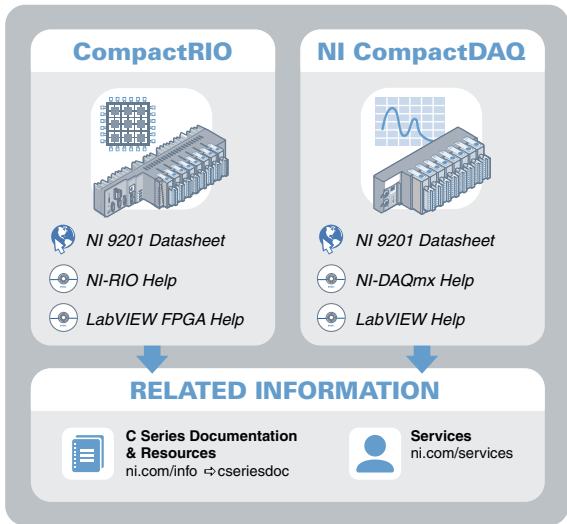 CompactRIO
NI 9201 Datasheet
NI-RIO Help
LabVIEW FPGA Help
NI CompactDAQ
NI 9201 Datasheet
NI-DAQmx Help
LabVIEW Help
RELATED INFORMATION
C Series Documentation
& Resources
ni.com/info ⇨cseriesdoc
Services
ni.com/services